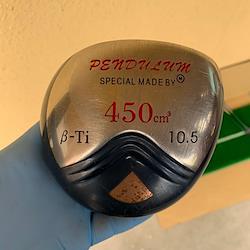 PENDULUM
SPECIAL MADE BY
450cm³
β-Ti 10.5